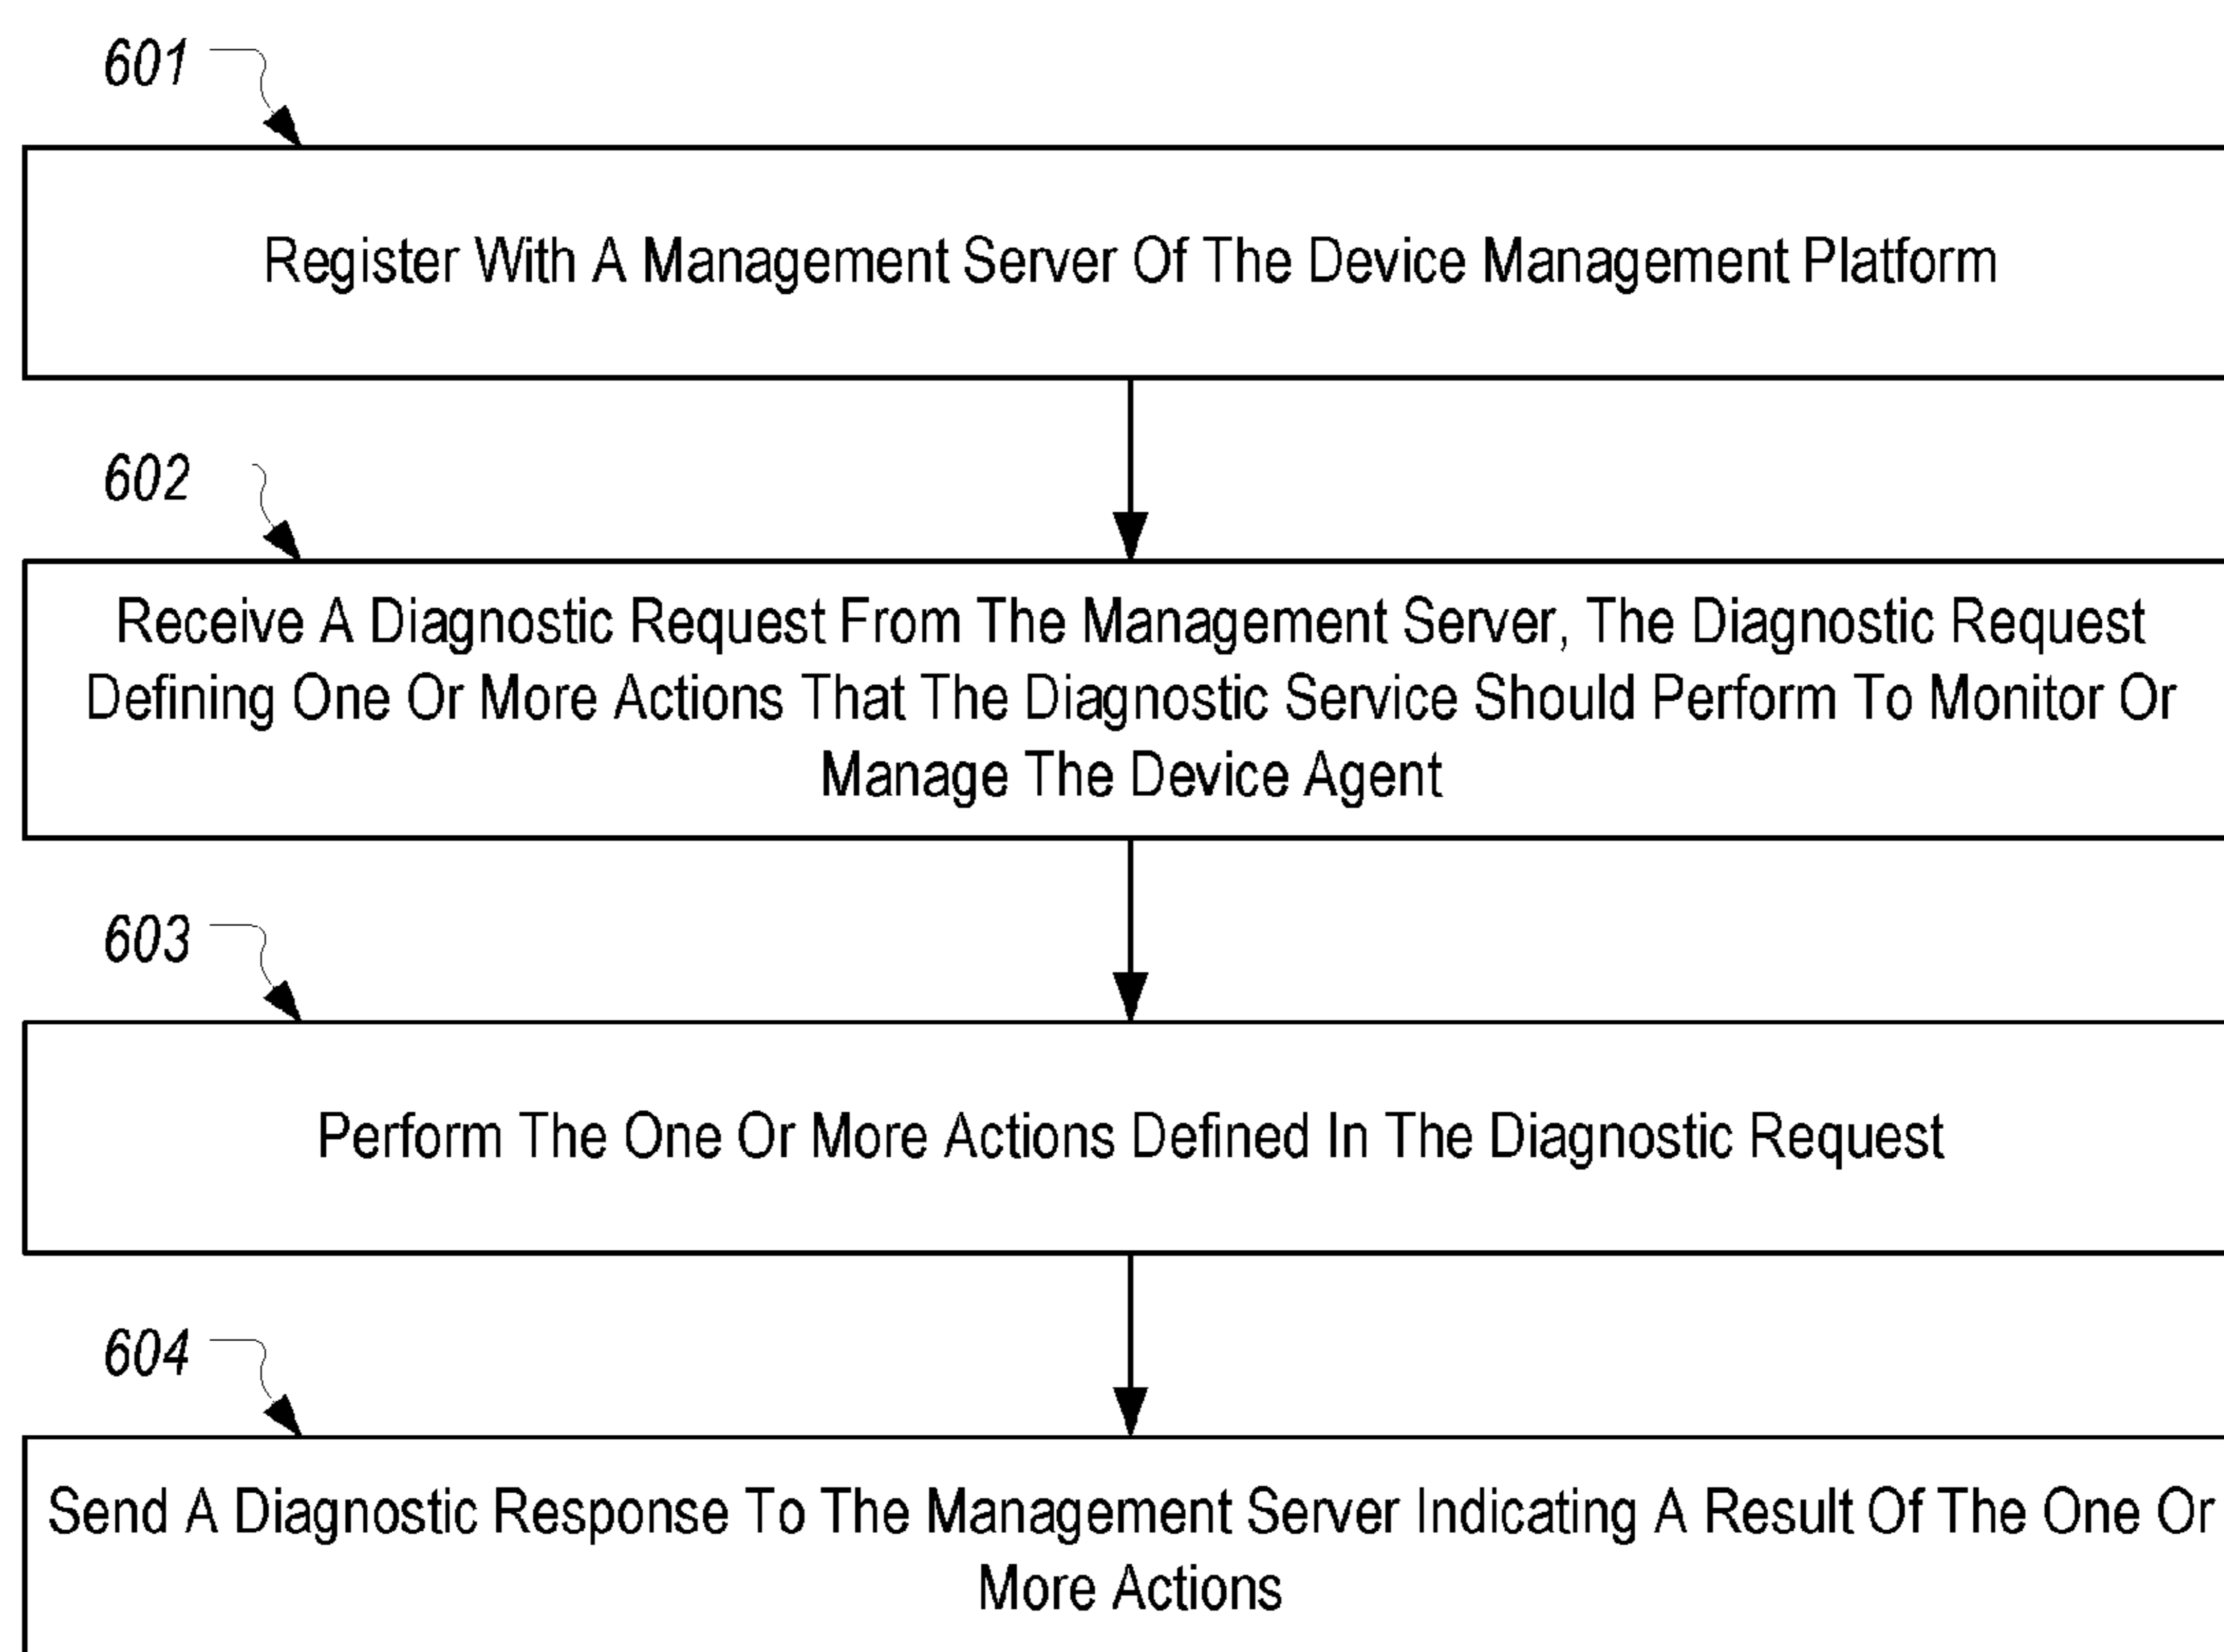 601
Register With A Management Server Of The Device Management Platform
602
Receive A Diagnostic Request From The Management Server, The Diagnostic Request
Defining One Or More Actions That The Diagnostic Service Should Perform To Monitor Or
Manage The Device Agent
603
Perform The One Or More Actions Defined In The Diagnostic Request
604
Send A Diagnostic Response To The Management Server Indicating A Result Of The One Or
More Actions